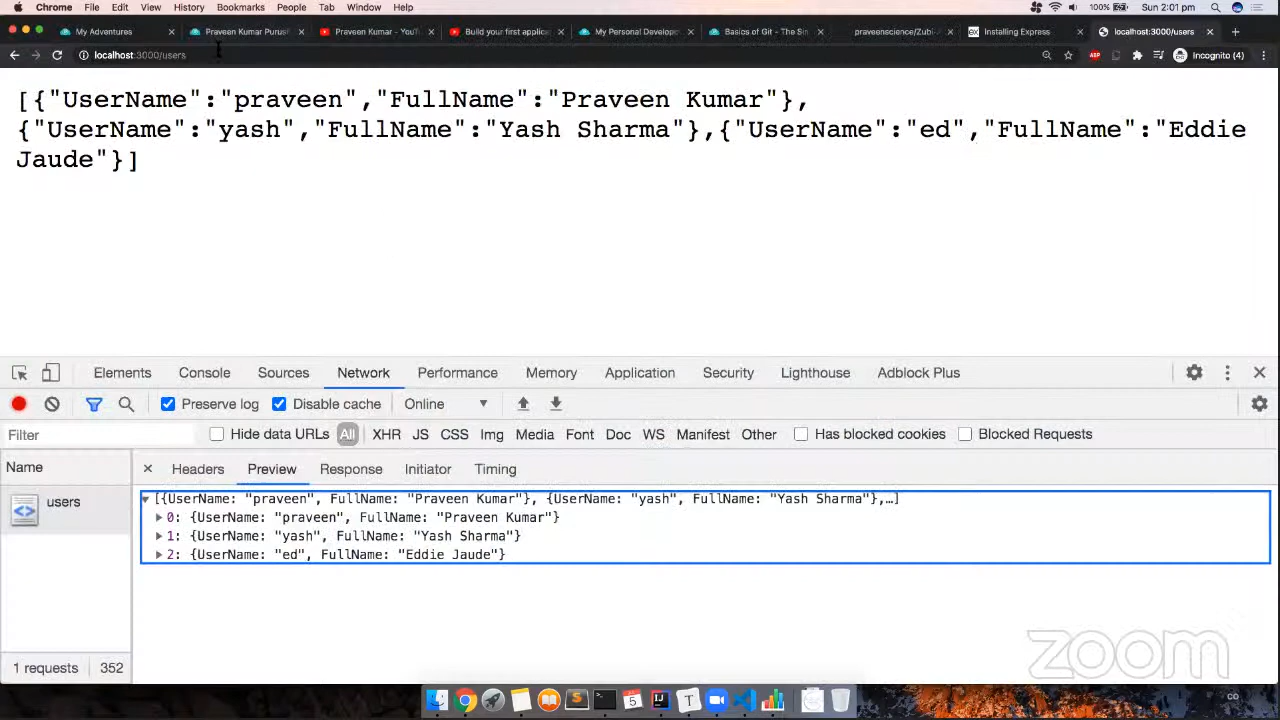 Chrome File Edit View History Bookmarks People Tab Window Help 100% Sun 2:01 pm
My Adventures Praveen Kumar Purush Praveen Kumar - YouT Build your first applica My Personal Develop Basics of Git - The Sin praveenscience/Zubi- Installing Express localhost:3000/users
localhost:3000/users ABP Incognito (4)
[{"UserName":"praveen","FullName":"Praveen Kumar"},
{"UserName":"yash","FullName":"Yash Sharma"},{"UserName":"ed","FullName":"Eddie
Jaude"}]
Elements Console Sources Network Performance Memory Application Security Lighthouse Adblock Plus
Preserve log Disable cache Online
Filter Hide data URLs All XHR JS CSS Img Media Font Doc WS Manifest Other Has blocked cookies Blocked Requests
Name Headers Preview Response Initiator Timing
users
[{UserName: "praveen", FullName: "Praveen Kumar"}, {UserName: "yash", FullName: "Yash Sharma"},…]
0: {UserName: "praveen", FullName: "Praveen Kumar"}
1: {UserName: "yash", FullName: "Yash Sharma"}
2: {UserName: "ed", FullName: "Eddie Jaude"}
1 requests 352
zoom